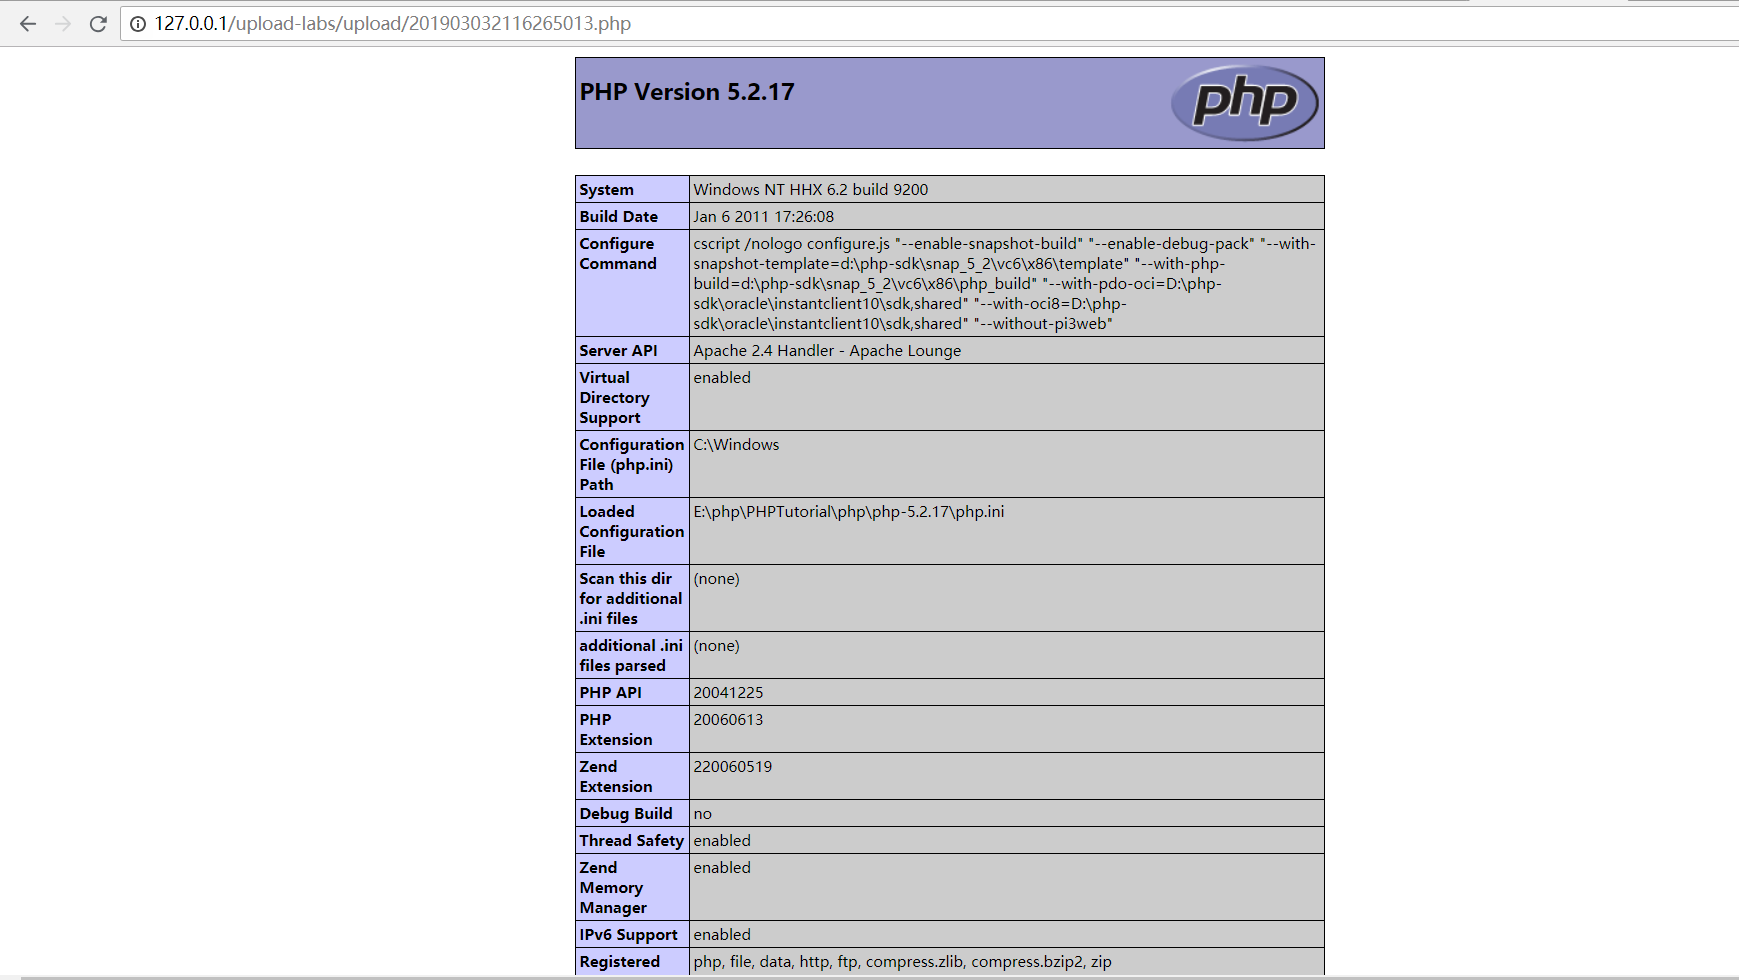 127.0.0.1/upload-labs/upload/201903032116265013.php
PHP Version 5.2.17
php
System
Windows NT HHX 6.2 build 9200
Build Date
Jan 6 2011 17:26:08
Configure
Command
cscript /nologo configure.js "--enable-snapshot-build" "--enable-debug-pack" "--with-
snapshot-template=d:\php-sdk\snap_5_2\vc6\x86\template" "--with-php-
build=d:\php-sdk\snap_5_2\vc6\x86\php_build" "--with-pdo-oci=D:\php-
sdk\oracle\instantclient10\sdk,shared" "--with-oci8=D:\php-
sdk\oracle\instantclient10\sdk,shared" "--without-pi3web"
Server API
Apache 2.4 Handler - Apache Lounge
Virtual
Directory
Support
enabled
Configuration
File (php.ini)
Path
C:\Windows
Loaded
Configuration
File
E:\php\PHPTutorial\php\php-5.2.17\php.ini
Scan this dir
for additional
.ini files
(none)
additional .ini
files parsed
(none)
PHP API
20041225
PHP
Extension
20060613
Zend
Extension
220060519
Debug Build
no
Thread Safety
enabled
Zend
Memory
Manager
enabled
IPv6 Support
enabled
Registered
php, file, data, http, ftp, compress.zlib, compress.bzip2, zip